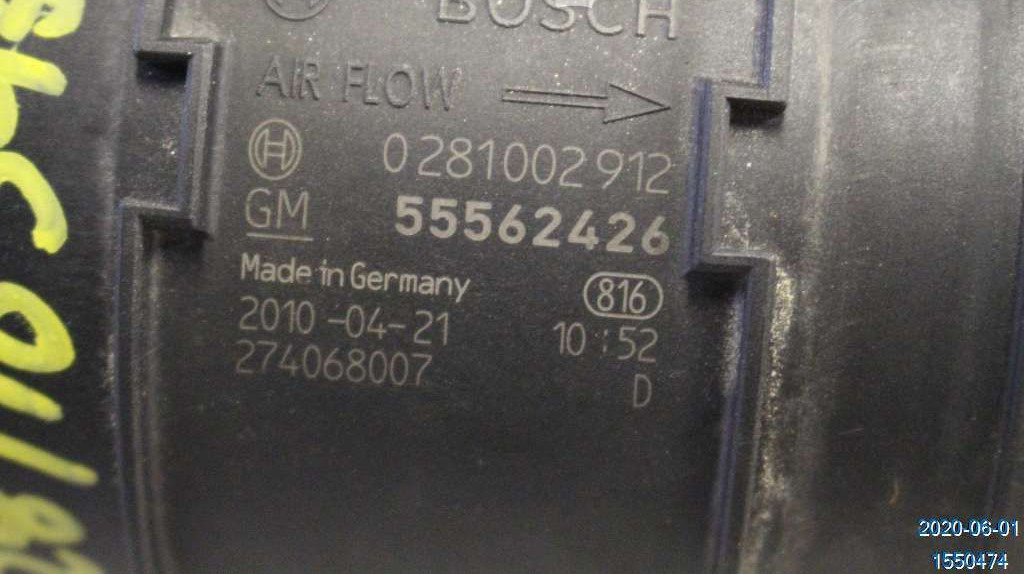 BOSCH
AIR FLOW
0281002912
GM 55562426
Made in Germany 816
2010-04-21 10:52
274068007 D
2020-06-01
1550474